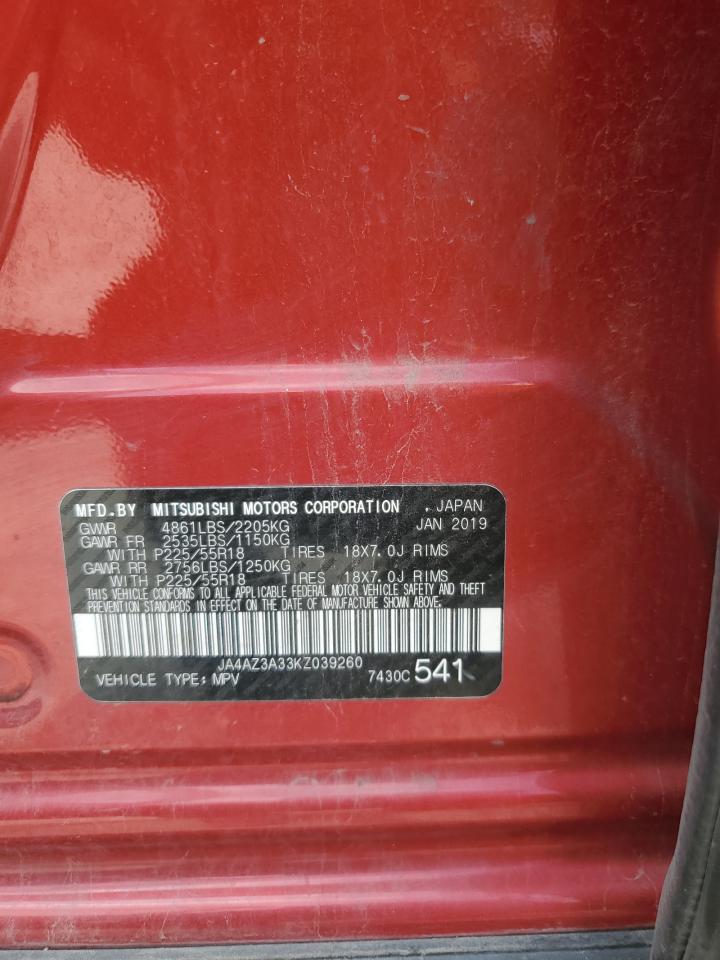 MFD.BY MITSUBISHI MOTORS CORPORATION , JAPAN
GWVR 4861LBS/2205KG JAN 2019
GAWR FR 2535LBS/1150KG
WITH P225/55R18 TIRES 18X7.0J RIMS
GAWR RR 2756LBS/1250KG
WITH P225/55R18 TIRES 18X7.0J RIMS
THIS VEHICLE CONFORMS TO ALL APPLICABLE FEDERAL MOTOR VEHICLE SAFETY AND THEFT
PREVENTION STANDARDS IN EFFECT ON THE DATE OF MANUFACTURE SHOWN ABOVE.
JA4AZ3A33KZ039260
VEHICLE TYPE: MPV 7430C 541